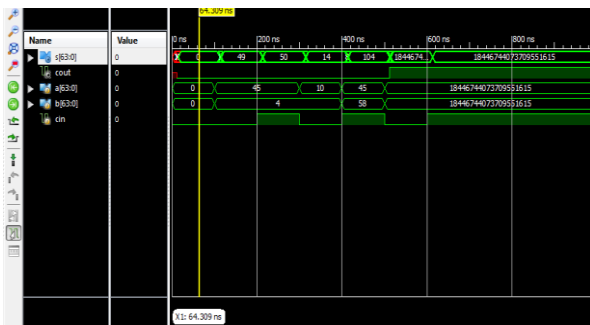 64.309 ns
Name Value 0 ns 200 ns 400 ns 600 ns 800 ns
s[63:0] 0 X 0 49 50 14 104 1844674... 18446744073709551615
cout 0
a[63:0] 0 0 45 10 45 18446744073709551615
b[63:0] 0 0 4 58 18446744073709551615
cin 0
X1: 64.309 ns